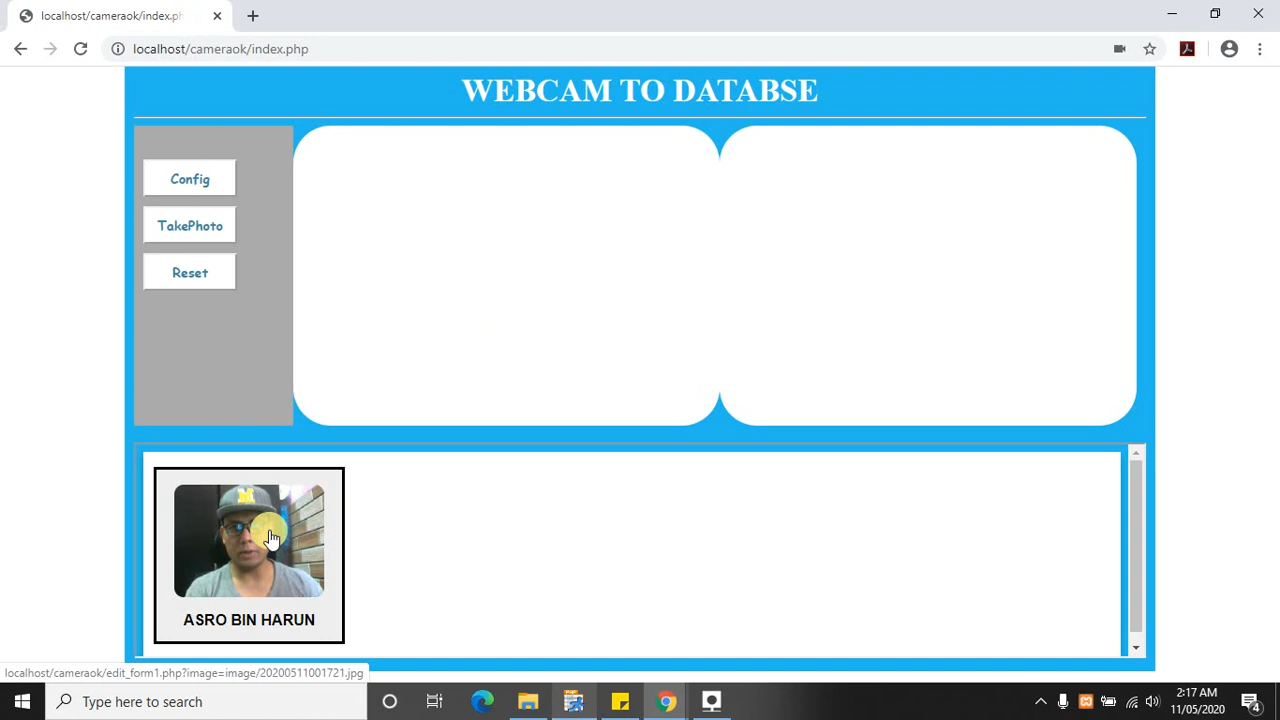 localhost/cameraok/index.ph
localhost/cameraok/index.php
WEBCAM TO DATABSE
Config
TakePhoto
Reset
M
ASRO BIN HARUN
localhost/cameraok/edit_form1.php?image=image/20200511001721.jpg
Type here to search
2:17 AM
11/05/2020
4